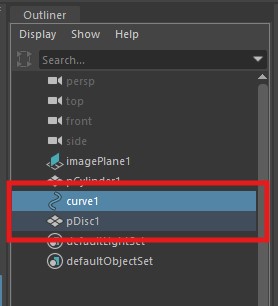 Outliner
Display Show Help
Search...
persp
top
front
side
imagePlane1
pCylinder1
curve1
pDisc1
defaultLightSet
defaultObjectSet